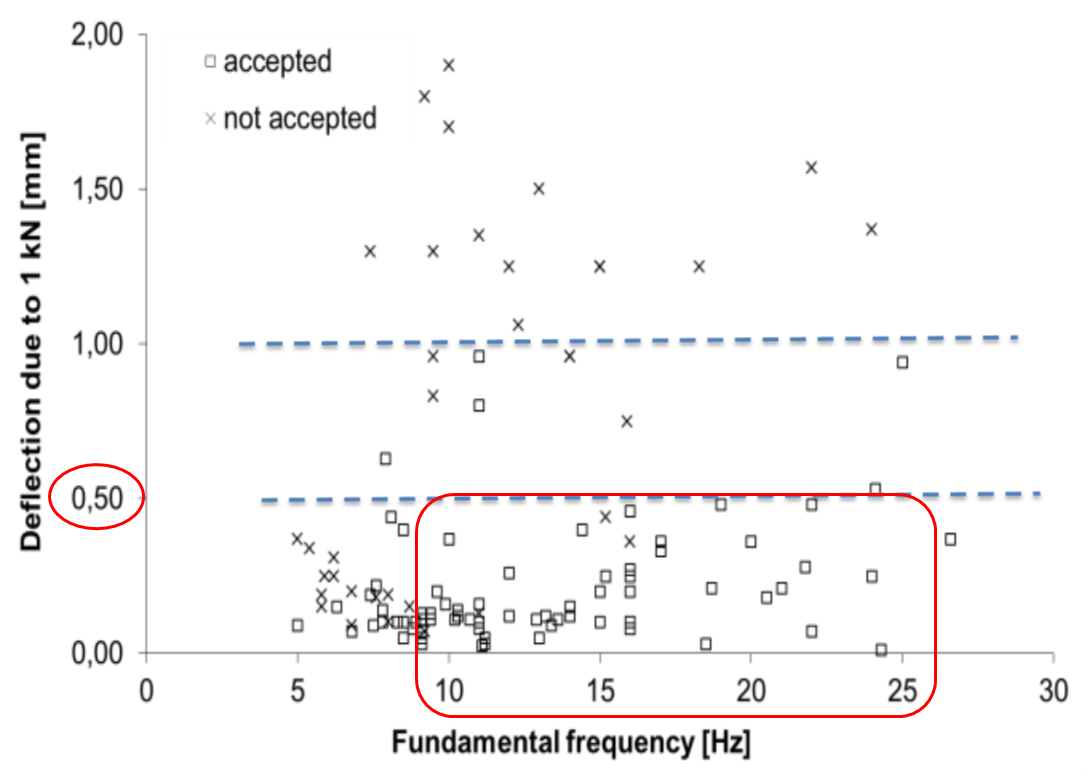 2,00
accepted
not accepted
1,50
1,00
0,50
0,00
0 5 10 15 20 25 30
Fundamental frequency [Hz]
Deflection due to 1 kN [mm]